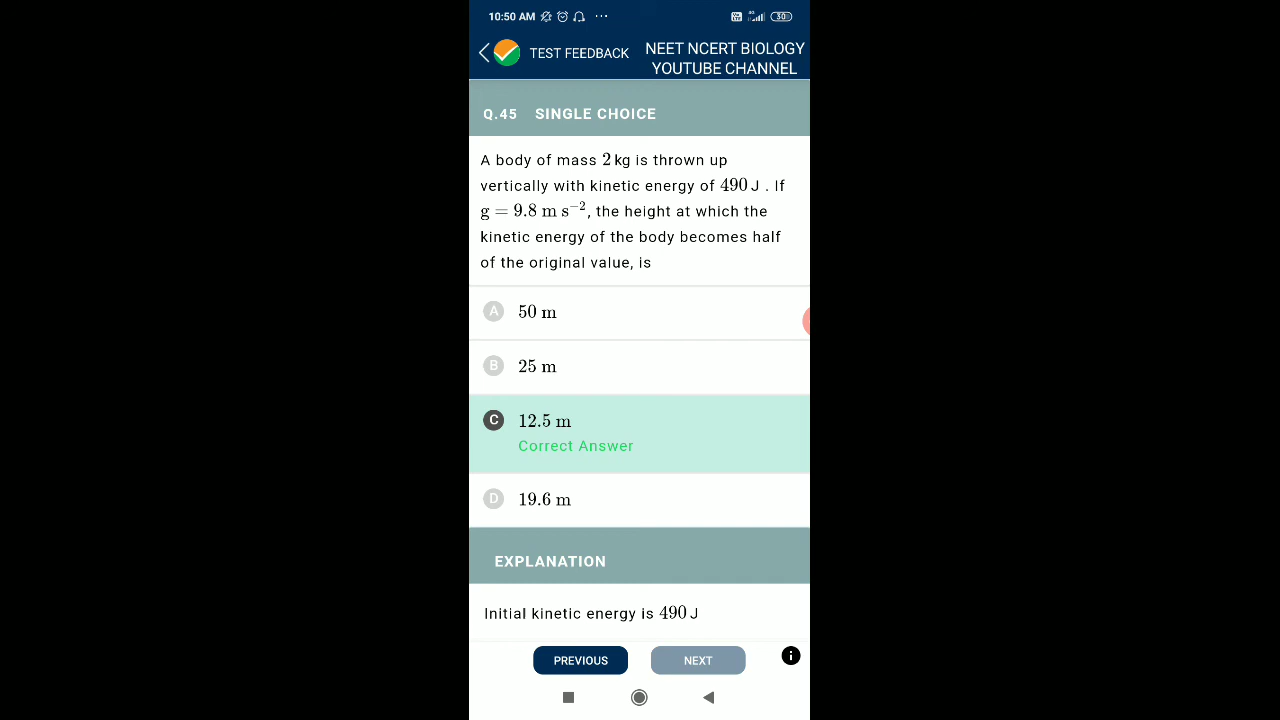 10:50 AM ... 4G 30
TEST FEEDBACK
NEET NCERT BIOLOGY
YOUTUBE CHANNEL
Q.45 SINGLE CHOICE
A body of mass 2 kg is thrown up
vertically with kinetic energy of 490 J . If
g = 9.8 m s⁻², the height at which the
kinetic energy of the body becomes half
of the original value, is
A 50 m
B 25 m
C 12.5 m
Correct Answer
D 19.6 m
EXPLANATION
Initial kinetic energy is 490 J
PREVIOUS NEXT i